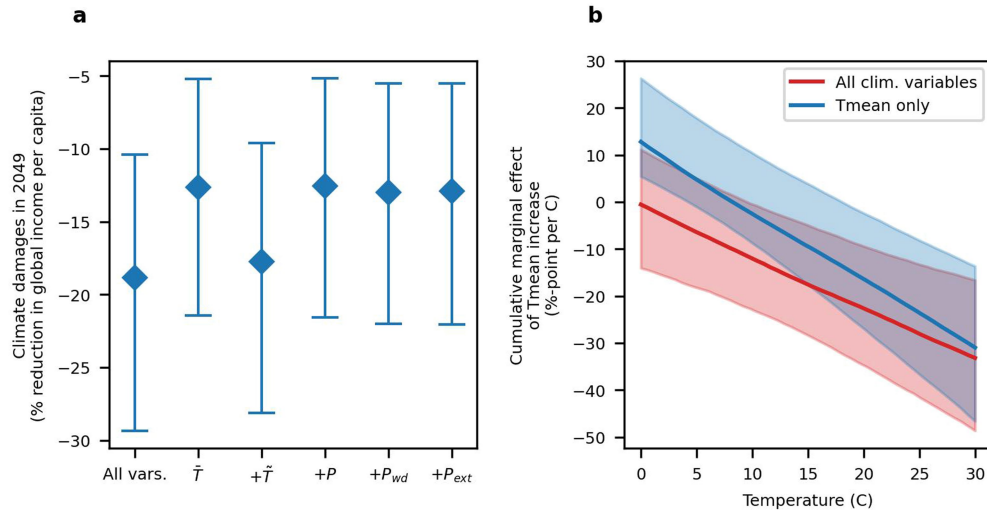 a
Climate damages in 2049
(% reduction in global income per capita)
−5
−10
−15
−20
−25
−30
All vars.
T̄
+T̃
+P
+P_wd
+P_ext
b
Cumulative marginal effect
of Tmean increase
(%-point per C)
30
20
10
0
−10
−20
−30
−40
−50
All clim. variables
Tmean only
0
5
10
15
20
25
30
Temperature (C)